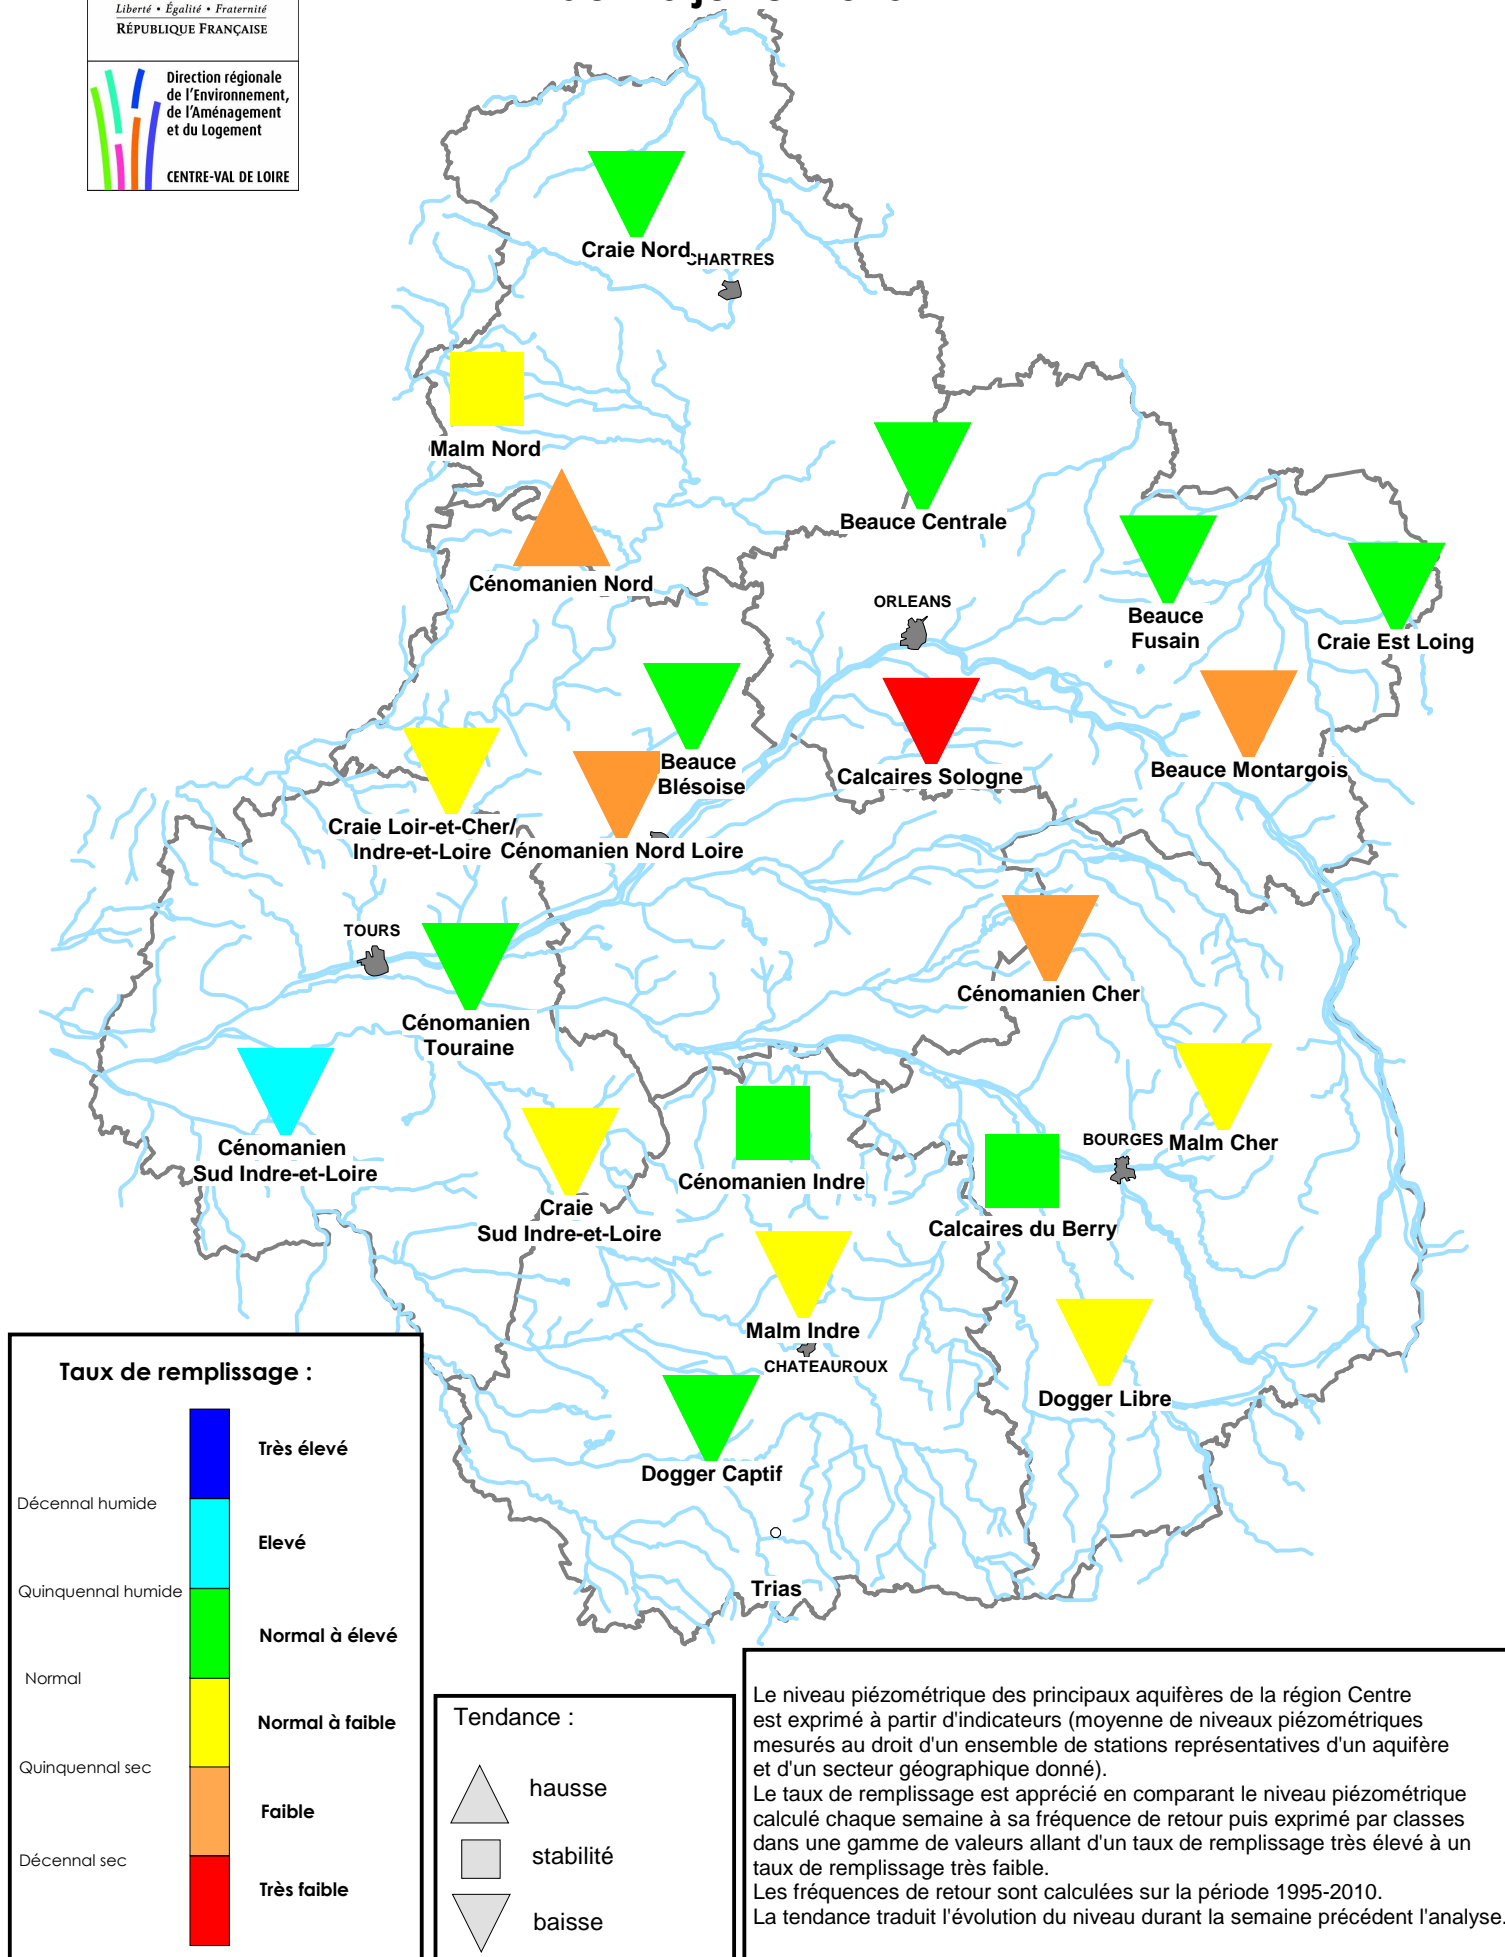 Liberté • Égalité • Fraternité
RÉPUBLIQUE FRANÇAISE
Direction régionale
de l'Environnement,
de l'Aménagement
et du Logement
CENTRE-VAL DE LOIRE
Craie Nord
CHARTRES
Malm Nord
Beauce Centrale
Cénomanien Nord
ORLEANS
Beauce
Fusain
Craie Est Loing
Beauce
Blésoise
Calcaires Sologne
Beauce Montargois
Craie Loir-et-Cher/
Indre-et-Loire
Cénomanien Nord Loire
TOURS
Cénomanien
Touraine
Cénomanien Cher
Cénomanien
Sud Indre-et-Loire
Craie
Sud Indre-et-Loire
Cénomanien Indre
BOURGES
Malm Cher
Calcaires du Berry
Malm Indre
CHATEAUROUX
Dogger Libre
Dogger Captif
Trias
Taux de remplissage :
Très élevé
Décennal humide
Elevé
Quinquennal humide
Normal à élevé
Normal
Normal à faible
Quinquennal sec
Faible
Décennal sec
Très faible
Tendance :
hausse
stabilité
baisse
Le niveau piézométrique des principaux aquifères de la région Centre
est exprimé à partir d'indicateurs (moyenne de niveaux piézométriques
mesurés au droit d'un ensemble de stations représentatives d'un aquifère
et d'un secteur géographique donné).
Le taux de remplissage est apprécié en comparant le niveau piézométrique
calculé chaque semaine à sa fréquence de retour puis exprimé par classes
dans une gamme de valeurs allant d'un taux de remplissage très élevé à un
taux de remplissage très faible.
Les fréquences de retour sont calculées sur la période 1995-2010.
La tendance traduit l'évolution du niveau durant la semaine précédent l'analyse.